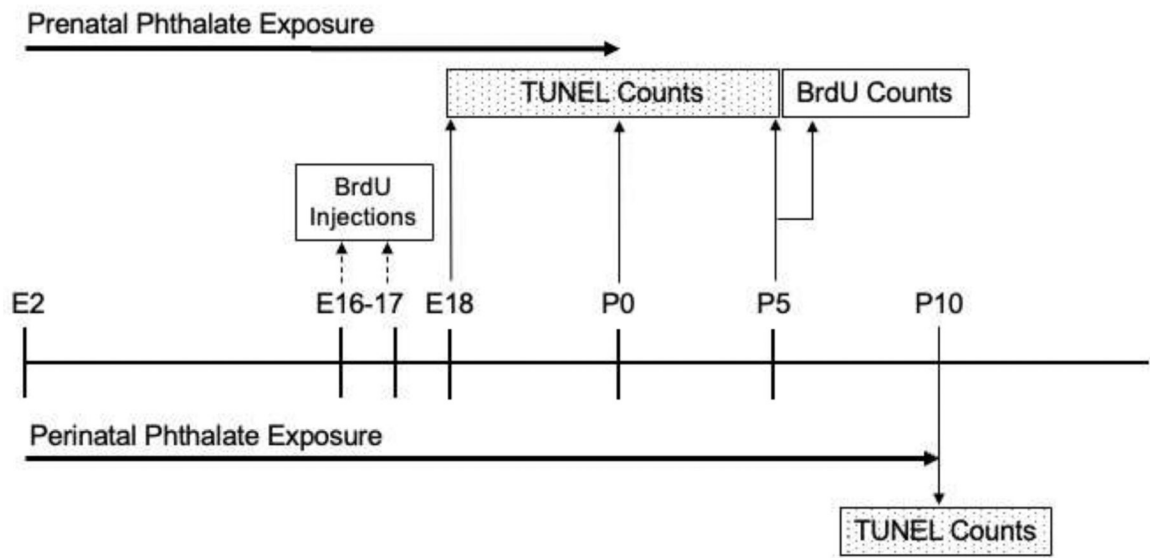 Prenatal Phthalate Exposure
TUNEL Counts
BrdU Counts
BrdU
Injections
E2
E16-17
E18
P0
P5
P10
Perinatal Phthalate Exposure
TUNEL Counts